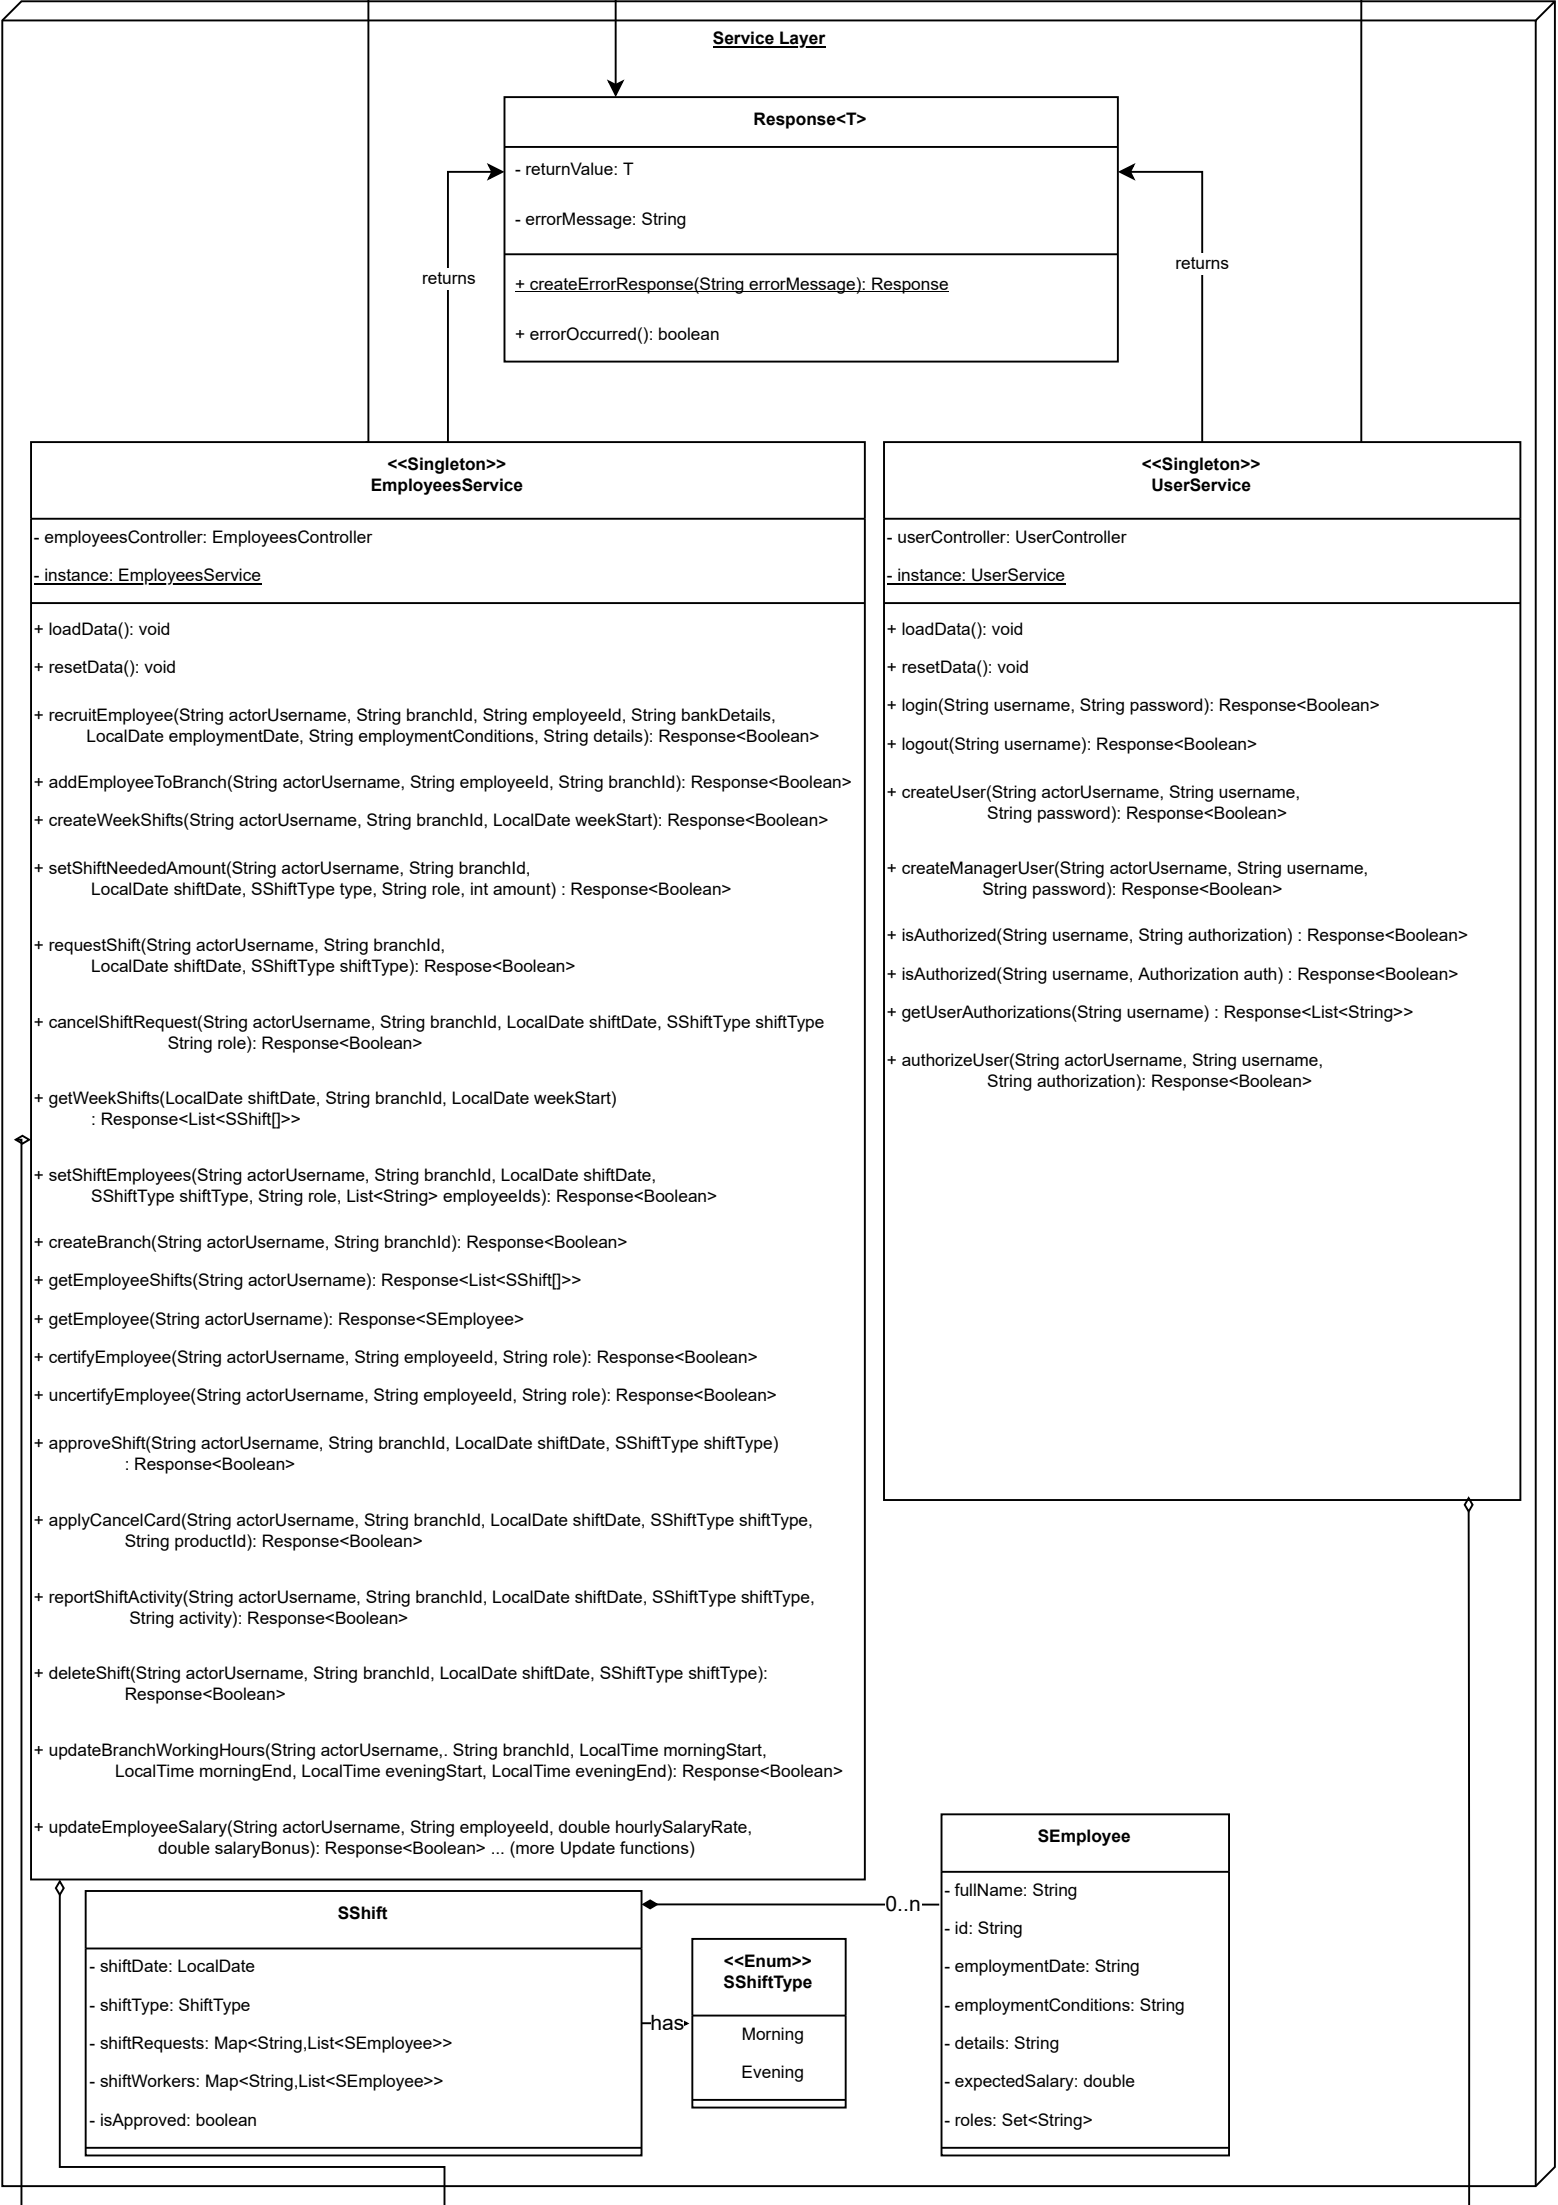 Service Layer
Response<T>
- returnValue: T
- errorMessage: String
+ createErrorResponse(String errorMessage): Response
+ errorOccurred(): boolean
returns
returns
<<Singleton>>
EmployeesService
- employeesController: EmployeesController
- instance: EmployeesService
+ loadData(): void
+ resetData(): void
+ recruitEmployee(String actorUsername, String branchId, String employeeId, String bankDetails,
LocalDate employmentDate, String employmentConditions, String details): Response<Boolean>
+ addEmployeeToBranch(String actorUsername, String employeeId, String branchId): Response<Boolean>
+ createWeekShifts(String actorUsername, String branchId, LocalDate weekStart): Response<Boolean>
+ setShiftNeededAmount(String actorUsername, String branchId,
LocalDate shiftDate, SShiftType type, String role, int amount) : Response<Boolean>
+ requestShift(String actorUsername, String branchId,
LocalDate shiftDate, SShiftType shiftType): Respose<Boolean>
+ cancelShiftRequest(String actorUsername, String branchId, LocalDate shiftDate, SShiftType shiftType
String role): Response<Boolean>
+ getWeekShifts(LocalDate shiftDate, String branchId, LocalDate weekStart)
: Response<List<SShift[]>>
+ setShiftEmployees(String actorUsername, String branchId, LocalDate shiftDate,
SShiftType shiftType, String role, List<String> employeeIds): Response<Boolean>
+ createBranch(String actorUsername, String branchId): Response<Boolean>
+ getEmployeeShifts(String actorUsername): Response<List<SShift[]>>
+ getEmployee(String actorUsername): Response<SEmployee>
+ certifyEmployee(String actorUsername, String employeeId, String role): Response<Boolean>
+ uncertifyEmployee(String actorUsername, String employeeId, String role): Response<Boolean>
+ approveShift(String actorUsername, String branchId, LocalDate shiftDate, SShiftType shiftType)
: Response<Boolean>
+ applyCancelCard(String actorUsername, String branchId, LocalDate shiftDate, SShiftType shiftType,
String productId): Response<Boolean>
+ reportShiftActivity(String actorUsername, String branchId, LocalDate shiftDate, SShiftType shiftType,
String activity): Response<Boolean>
+ deleteShift(String actorUsername, String branchId, LocalDate shiftDate, SShiftType shiftType):
Response<Boolean>
+ updateBranchWorkingHours(String actorUsername,. String branchId, LocalTime morningStart,
LocalTime morningEnd, LocalTime eveningStart, LocalTime eveningEnd): Response<Boolean>
+ updateEmployeeSalary(String actorUsername, String employeeId, double hourlySalaryRate,
double salaryBonus): Response<Boolean> ... (more Update functions)
<<Singleton>>
UserService
- userController: UserController
- instance: UserService
+ loadData(): void
+ resetData(): void
+ login(String username, String password): Response<Boolean>
+ logout(String username): Response<Boolean>
+ createUser(String actorUsername, String username,
String password): Response<Boolean>
+ createManagerUser(String actorUsername, String username,
String password): Response<Boolean>
+ isAuthorized(String username, String authorization) : Response<Boolean>
+ isAuthorized(String username, Authorization auth) : Response<Boolean>
+ getUserAuthorizations(String username) : Response<List<String>>
+ authorizeUser(String actorUsername, String username,
String authorization): Response<Boolean>
SShift
- shiftDate: LocalDate
- shiftType: ShiftType
- shiftRequests: Map<String,List<SEmployee>>
- shiftWorkers: Map<String,List<SEmployee>>
- isApproved: boolean
0..n
has
<<Enum>>
SShiftType
Morning
Evening
SEmployee
- fullName: String
- id: String
- employmentDate: String
- employmentConditions: String
- details: String
- expectedSalary: double
- roles: Set<String>